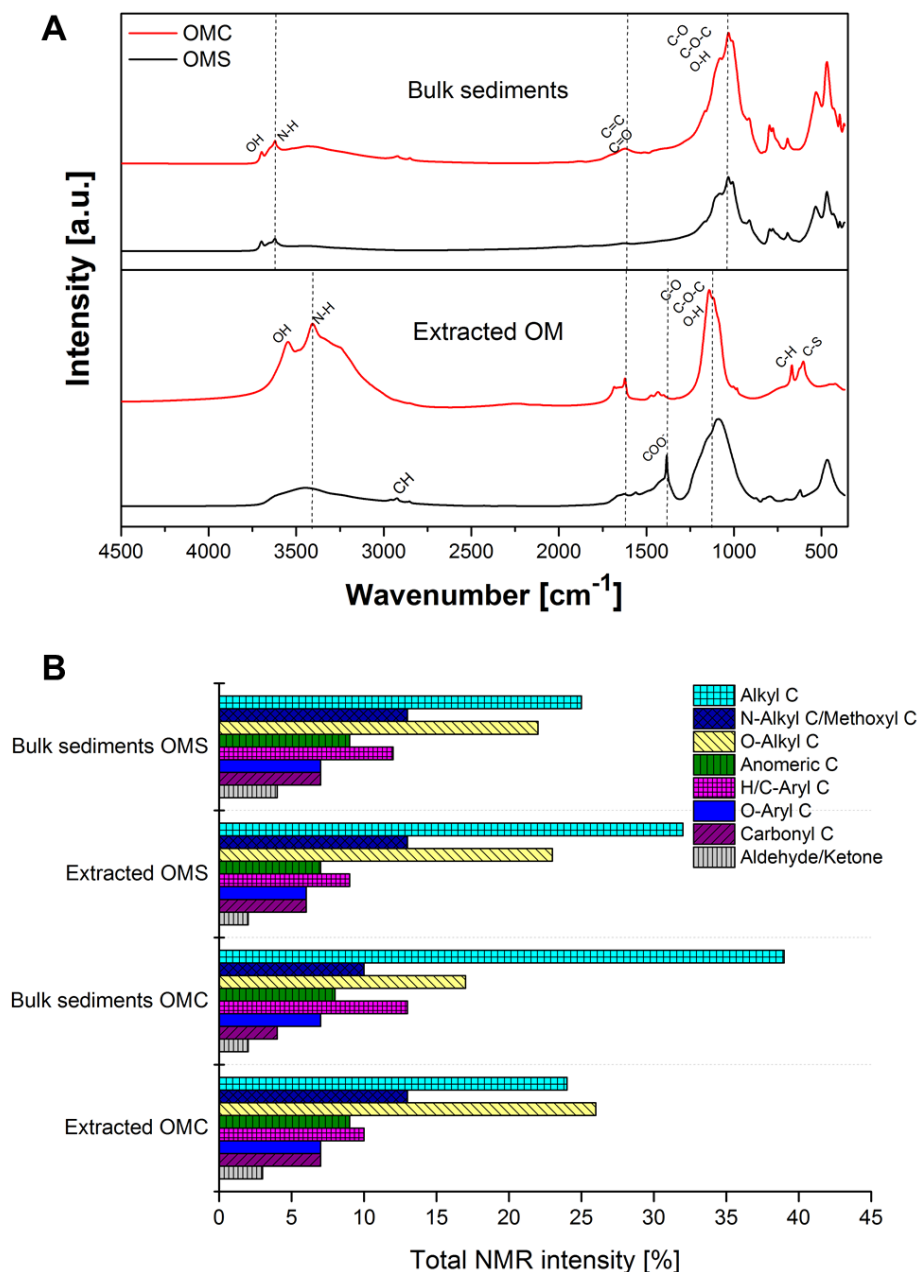 A
OMC
OMS
Bulk sediments
C-O
C-O-C
O-H
C=C
C=O
OH
N-H
Intensity [a.u.]
Extracted OM
OH
N-H
CH
COO⁻
C-O
C-O-C
O-H
C-H
C-S
4500 4000 3500 3000 2500 2000 1500 1000 500
Wavenumber [cm⁻¹]
B
Alkyl C
N-Alkyl C/Methoxyl C
O-Alkyl C
Anomeric C
H/C-Aryl C
O-Aryl C
Carbonyl C
Aldehyde/Ketone
Bulk sediments OMS
Extracted OMS
Bulk sediments OMC
Extracted OMC
0 5 10 15 20 25 30 35 40 45
Total NMR intensity [%]